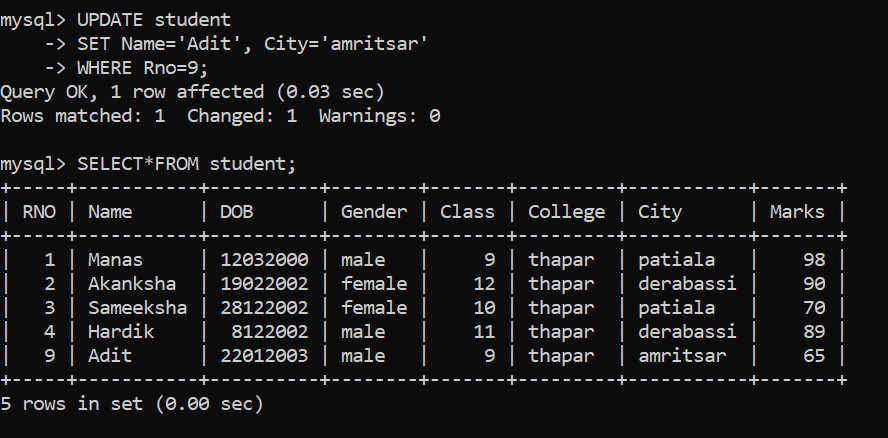 mysql> UPDATE student
    -> SET Name='Adit', City='amritsar'
    -> WHERE Rno=9;
Query OK, 1 row affected (0.03 sec)
Rows matched: 1  Changed: 1  Warnings: 0

mysql> SELECT*FROM student;
+-----+-----------+----------+--------+-------+---------+-----------+-------+
| RNO | Name      | DOB      | Gender | Class | College | City      | Marks |
+-----+-----------+----------+--------+-------+---------+-----------+-------+
|   1 | Manas     | 12032000 | male   |     9 | thapar  | patiala   |    98 |
|   2 | Akanksha  | 19022002 | female |    12 | thapar  | derabassi |    90 |
|   3 | Sameeksha | 28122002 | female |    10 | thapar  | patiala   |    70 |
|   4 | Hardik    |  8122002 | male   |    11 | thapar  | derabassi |    89 |
|   9 | Adit      | 22012003 | male   |     9 | thapar  | amritsar  |    65 |
+-----+-----------+----------+--------+-------+---------+-----------+-------+
5 rows in set (0.00 sec)